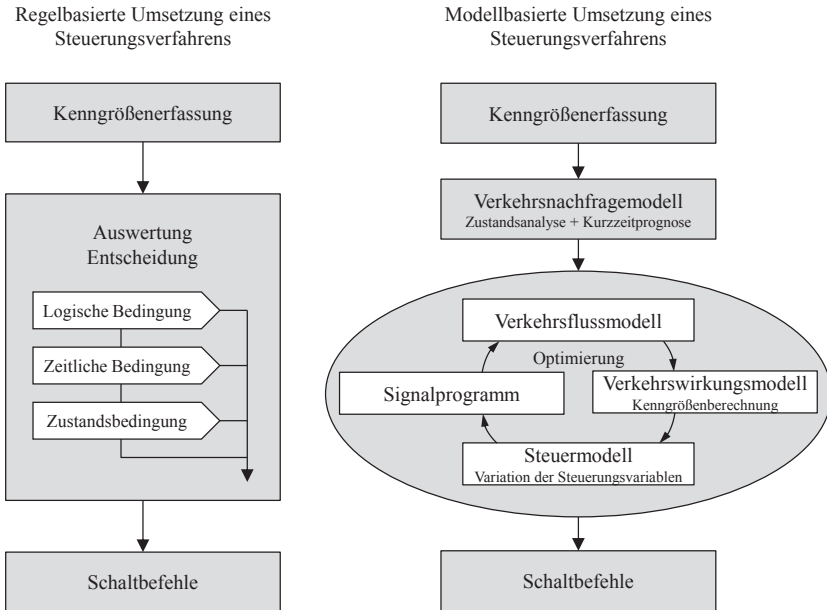 Regelbasierte Umsetzung eines
Steuerungsverfahrens
Kenngrößenerfassung
Auswertung
Entscheidung
Logische Bedingung
Zeitliche Bedingung
Zustandsbedingung
Schaltbefehle
Modellbasierte Umsetzung eines
Steuerungsverfahrens
Kenngrößenerfassung
Verkehrsnachfragemodell
Zustandsanalyse + Kurzzeitprognose
Verkehrsflussmodell
Optimierung
Signalprogramm
Verkehrswirkungsmodell
Kenngrößenberechnung
Steuermodell
Variation der Steuerungsvariablen
Schaltbefehle